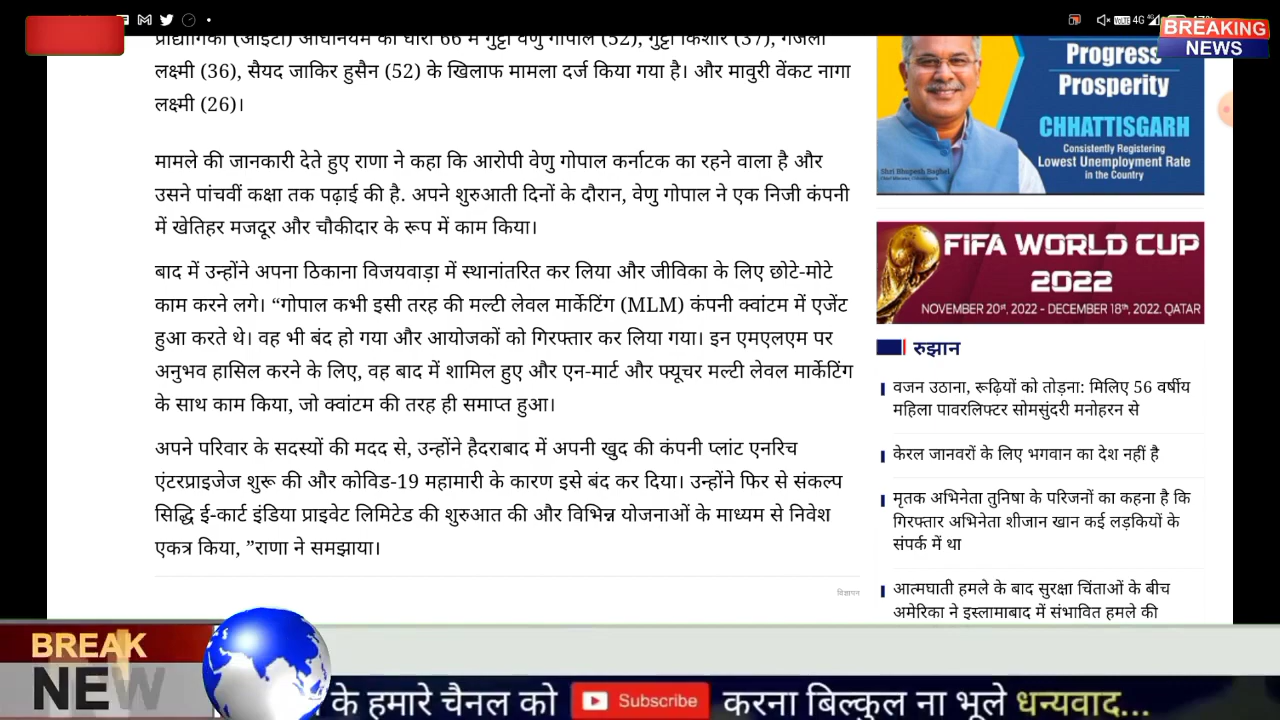 BREAKING
NEWS
प्रौद्योगिकी (आईटी) अधिनियम की धारा 66 में गुट्टा वेणु गोपाल (52), गुट्टा किशोर (37), गंजला
लक्ष्मी (36), सैयद जाकिर हुसैन (52) के खिलाफ मामला दर्ज किया गया है। और मावुरी वेंकट नागा
लक्ष्मी (26)।
मामले की जानकारी देते हुए राणा ने कहा कि आरोपी वेणु गोपाल कर्नाटक का रहने वाला है और
उसने पाचवीं कक्षा तक पढ़ाई की है. अपने शुरुआती दिनों के दौरान, वेणु गोपाल ने एक निजी कंपनी
में खेतिहर मजदूर और चौकीदार के रूप में काम किया।
बाद में उन्होंने अपना ठिकाना विजयवाड़ा में स्थानांतरित कर लिया और जीविका के लिए छोटे-मोटे
काम करने लगे। “गोपाल कभी इसी तरह की मल्टी लेवल मार्केटिंग (MLM) कंपनी क्वांटम में एजेंट
हुआ करते थे। वह भी बंद हो गया और आयोजकों को गिरफ्तार कर लिया गया। इन एमएलएम पर
अनुभव हासिल करने के लिए, वह बाद में शामिल हुए और एन-मार्ट और फ्यूचर मल्टी लेवल मार्केटिंग
के साथ काम किया, जो क्वांटम की तरह ही समाप्त हुआ।
अपने परिवार के सदस्यों की मदद से, उन्होंने हैदराबाद में अपनी खुद की कंपनी प्लांट एनरिच
एंटरप्राइजेज शुरू की और कोविड-19 महामारी के कारण इसे बंद कर दिया। उन्होंने फिर से संकल्प
सिद्धि ई-कार्ट इंडिया प्राइवेट लिमिटेड की शुरुआत की और विभिन्न योजनाओं के माध्यम से निवेश
एकत्र किया, ”राणा ने समझाया।
विज्ञापन
Progress
Prosperity
CHHATTISGARH
Consistently Registering
Lowest Unemployment Rate
in the Country
Shri Bhupesh Baghel
FIFA WORLD CUP
2022
NOVEMBER 20st, 2022 - DECEMBER 18th, 2022. QATAR
रुझान
वजन उठाना, रूढ़ियों को तोड़ना: मिलिए 56 वर्षीय
महिला पावरलिफ्टर सोमसुंदरी मनोहरन से
केरल जानवरों के लिए भगवान का देश नहीं है
मृतक अभिनेता तुनिषा के परिजनों का कहना है कि
गिरफ्तार अभिनेता शीजान खान कई लड़कियों के
संपर्क में था
आत्मघाती हमले के बाद सुरक्षा चिंताओं के बीच
अमेरिका ने इस्लामाबाद में संभावित हमले की
BREAK
NEW
के हमारे चैनल को Subscribe करना बिल्कुल ना भूले धन्यवाद...